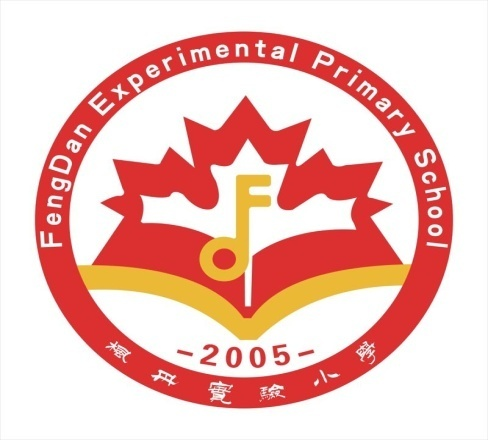 FengDan Experimental Primary School
-2005-
楓丹實驗小學